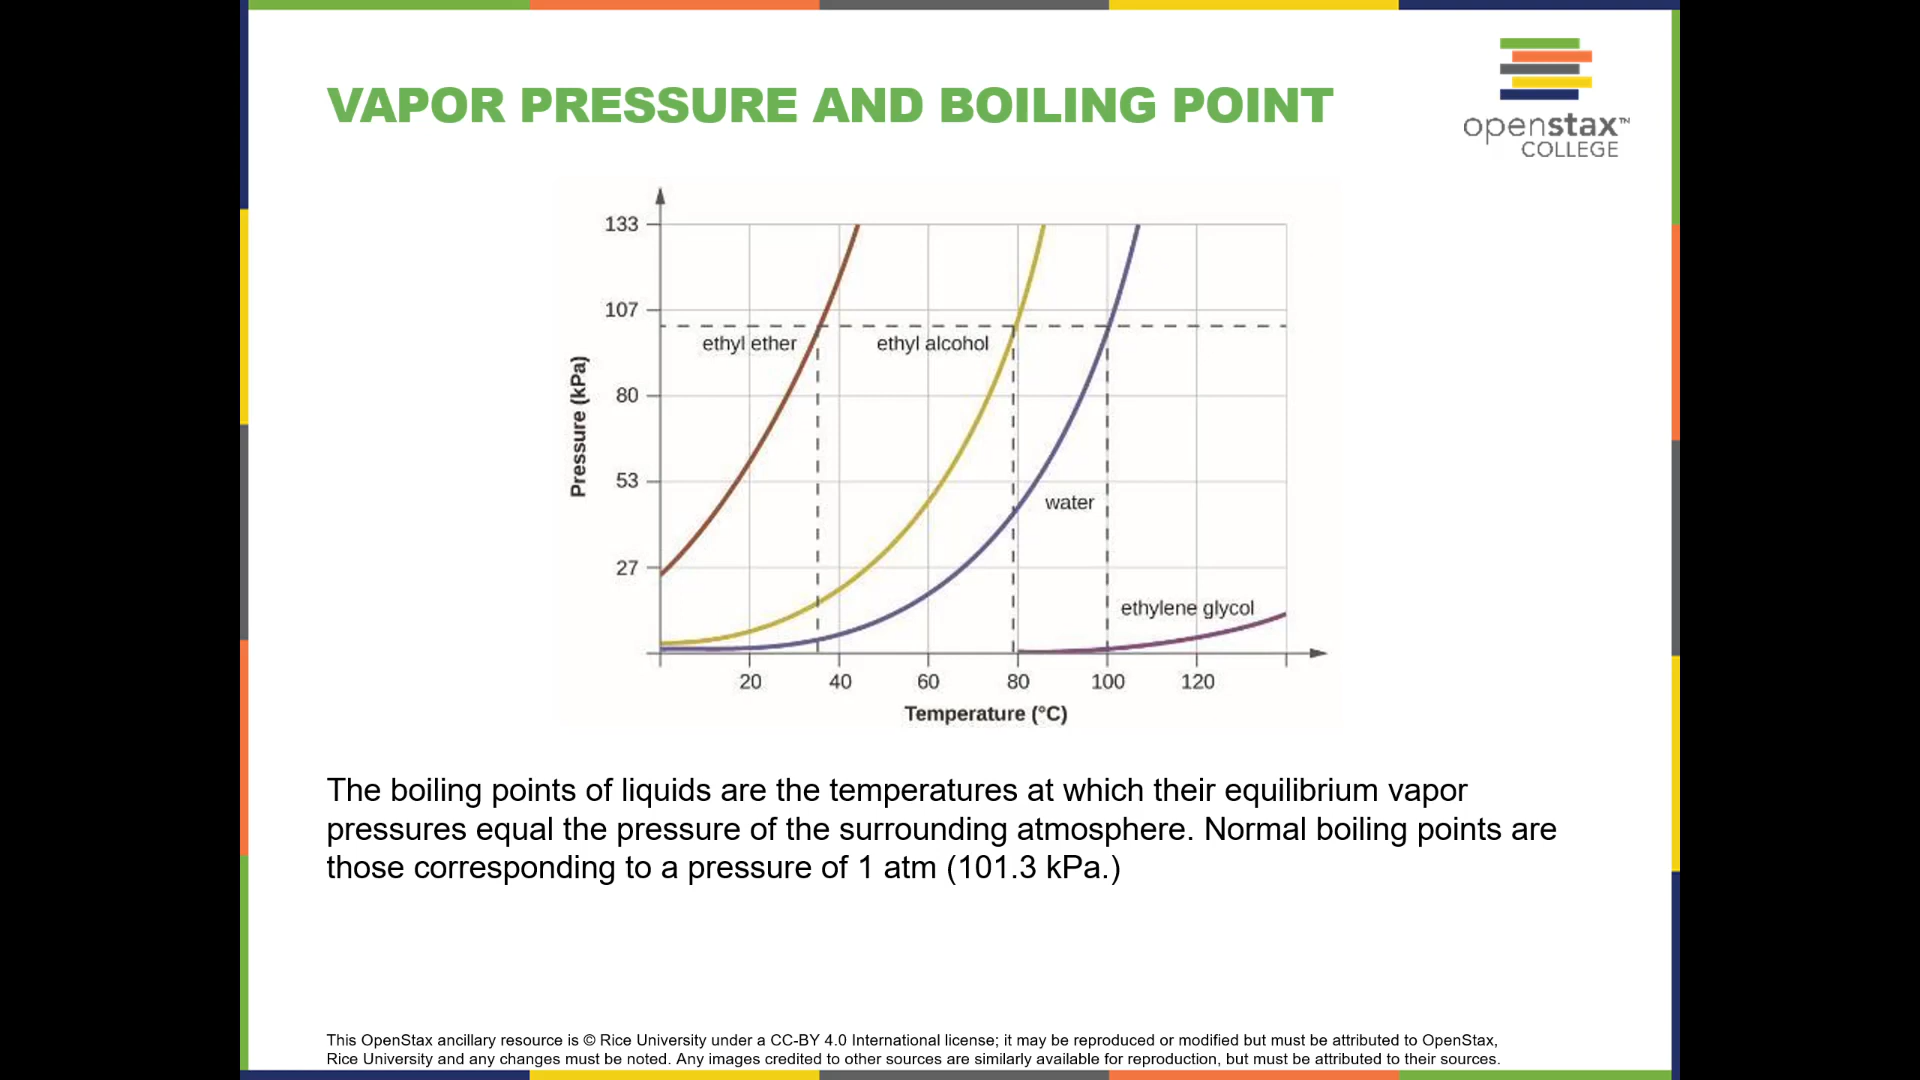 VAPOR PRESSURE AND BOILING POINT
openstax™
COLLEGE
133
107
80
53
27
Pressure (kPa)
ethyl ether
ethyl alcohol
water
ethylene glycol
20 40 60 80 100 120
Temperature (°C)
The boiling points of liquids are the temperatures at which their equilibrium vapor
pressures equal the pressure of the surrounding atmosphere. Normal boiling points are
those corresponding to a pressure of 1 atm (101.3 kPa.)
This OpenStax ancillary resource is © Rice University under a CC-BY 4.0 International license; it may be reproduced or modified but must be attributed to OpenStax,
Rice University and any changes must be noted. Any images credited to other sources are similarly available for reproduction, but must be attributed to their sources.